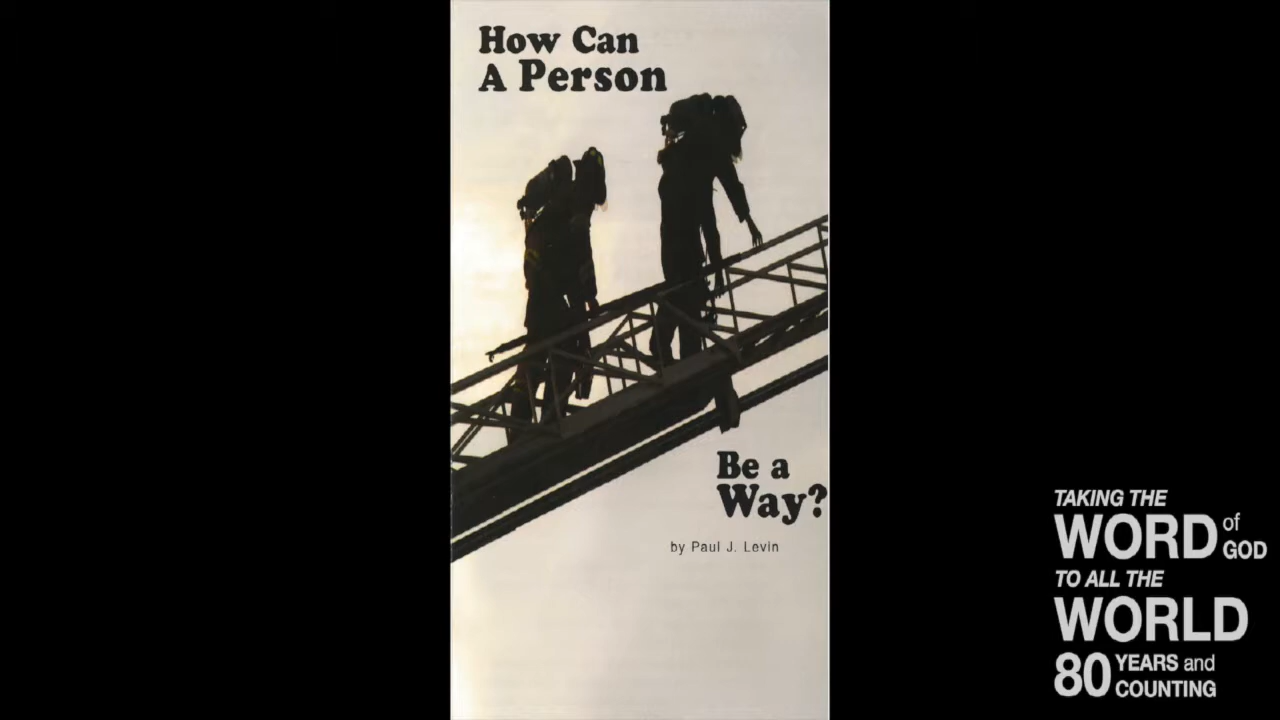 How Can
A Person
Be a
Way?
by Paul J. Levin
TAKING THE
WORD of
GOD
TO ALL THE
WORLD
80 YEARS and
COUNTING